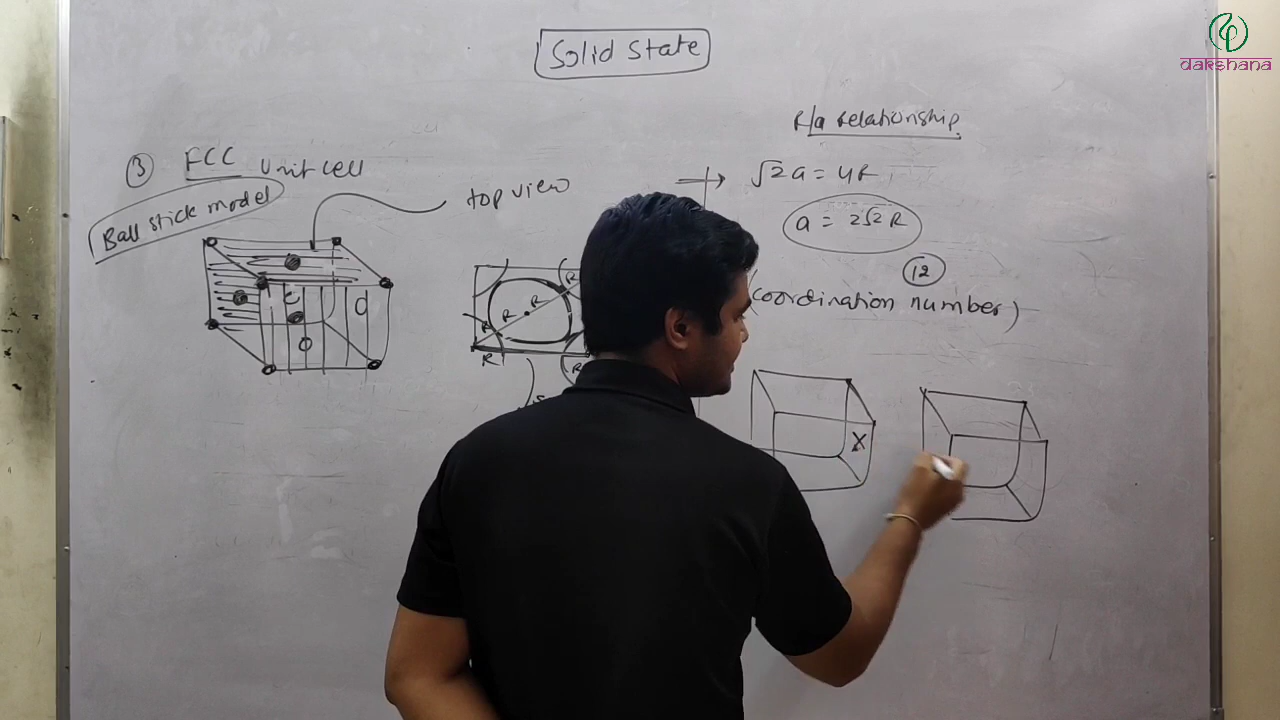 Solid State
dakshana
③ FCC Unit cell
Ball stick model
top view
R/a relationship
√2 a = 4R
a = 2√2 R
12
(coordination number)
R
R
R
R
R
R
X